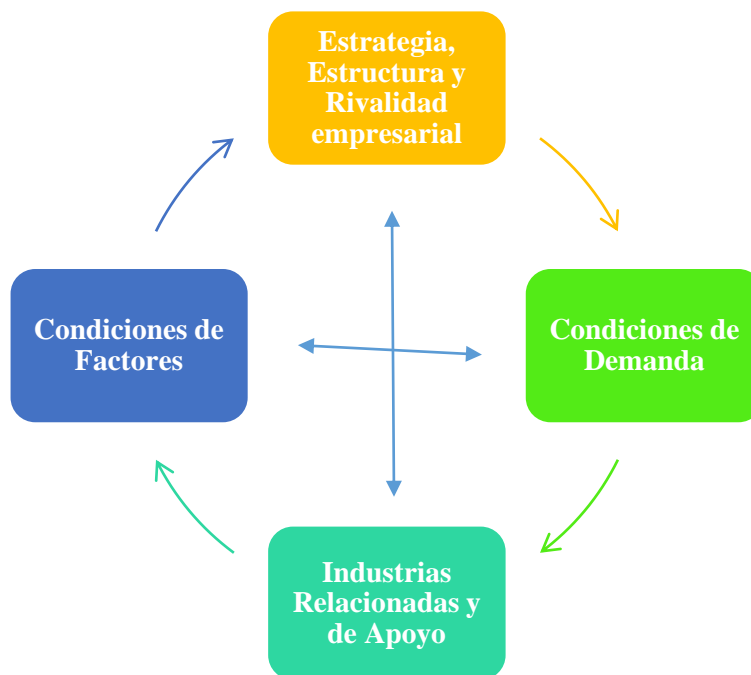 Estrategia,
Estructura y
Rivalidad
empresarial
Condiciones de
Factores
Condiciones de
Demanda
Industrias
Relacionadas y
de Apoyo